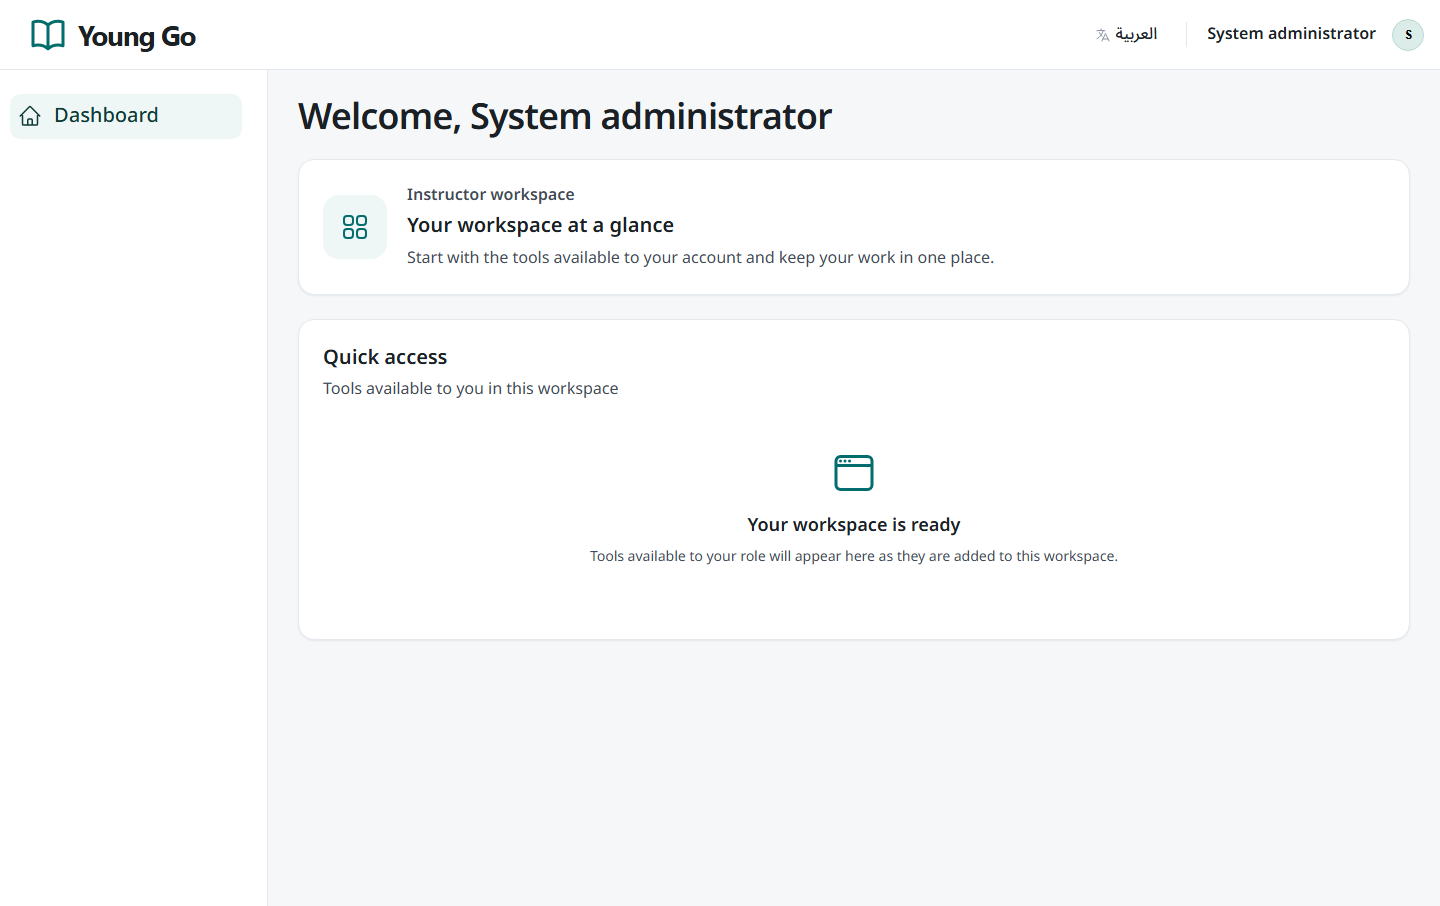 Young Go
العربية
System administrator
S
Dashboard
Welcome, System administrator
Instructor workspace
Your workspace at a glance
Start with the tools available to your account and keep your work in one place.
Quick access
Tools available to you in this workspace
Your workspace is ready
Tools available to your role will appear here as they are added to this workspace.